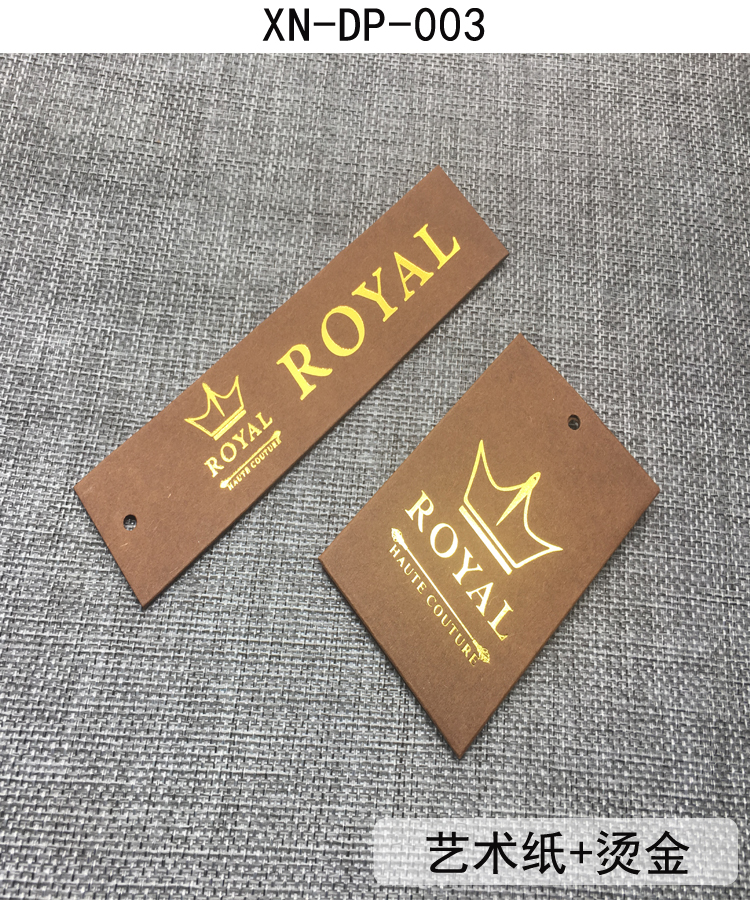 XN-DP-003
ROYAL
ROYAL
HAUTE COUTURE
ROYAL
HAUTE COUTURE
艺术纸+烫金